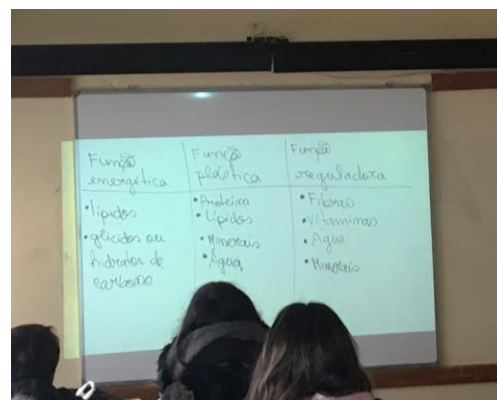 Função
energética
• lípidos
• glícidos ou
hidratos de
carbono
Função
plástica
• Proteína
• Lípidos
• Minerais
• Água
Função
reguladora
• Fibras
• Vitaminas
• Água
• Minerais